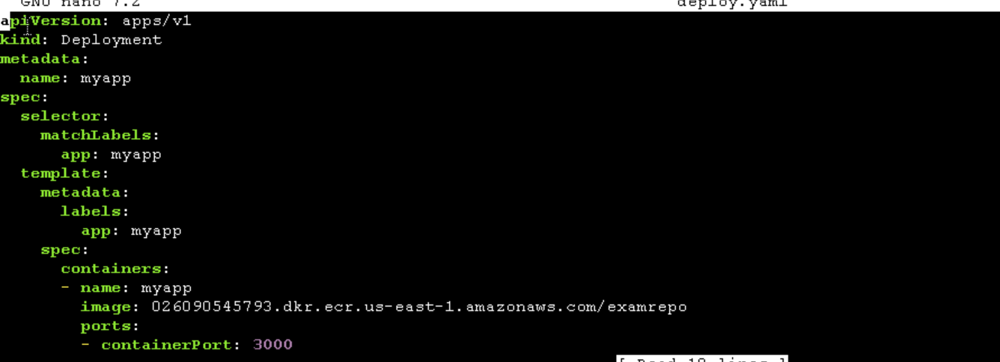 GNU nano 7.2 deploy.yaml
apiVersion: apps/v1
kind: Deployment
metadata:
  name: myapp
spec:
  selector:
    matchLabels:
      app: myapp
  template:
    metadata:
      labels:
        app: myapp
    spec:
      containers:
      - name: myapp
        image: 026090545793.dkr.ecr.us-east-1.amazonaws.com/examrepo
        ports:
        - containerPort: 3000
[ Read 18 lines ]